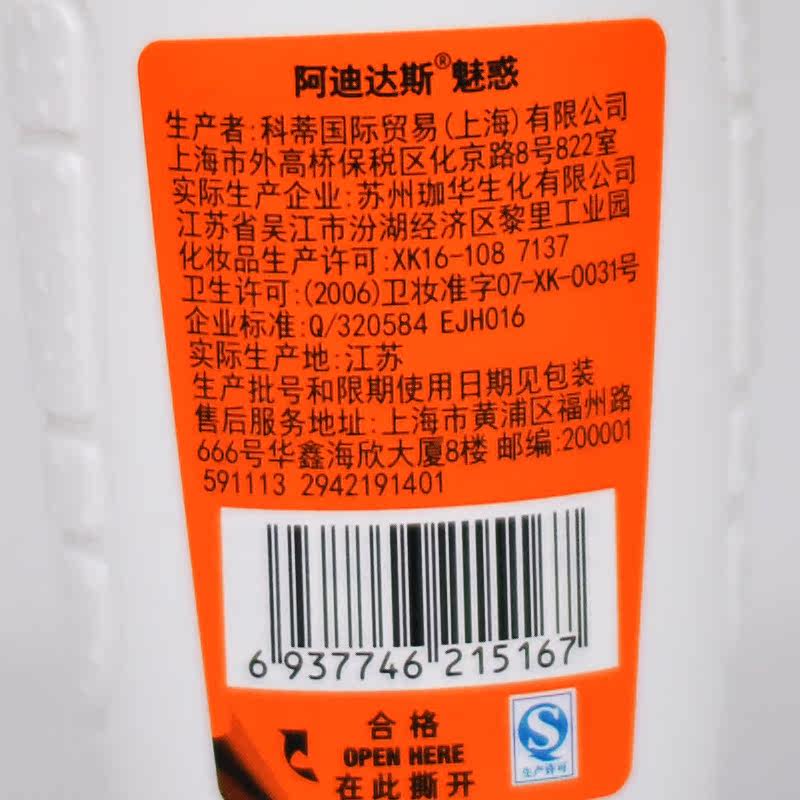 阿迪达斯®魅惑
生产者:科蒂国际贸易(上海)有限公司
上海市外高桥保税区化京路8号822室
实际生产企业:苏州珈华生化有限公司
江苏省吴江市汾湖经济区黎里工业园
化妆品生产许可:XK16-108 7137
卫生许可:(2006)卫妆准字07-XK-0031号
企业标准:Q/320584 EJH016
实际生产地:江苏
生产批号和限期使用日期见包装
售后服务地址:上海市黄浦区福州路
666号华鑫海欣大厦8楼 邮编:200001
591113 2942191401
6 937746 215167
合格
OPEN HERE
在此撕开
生产许可